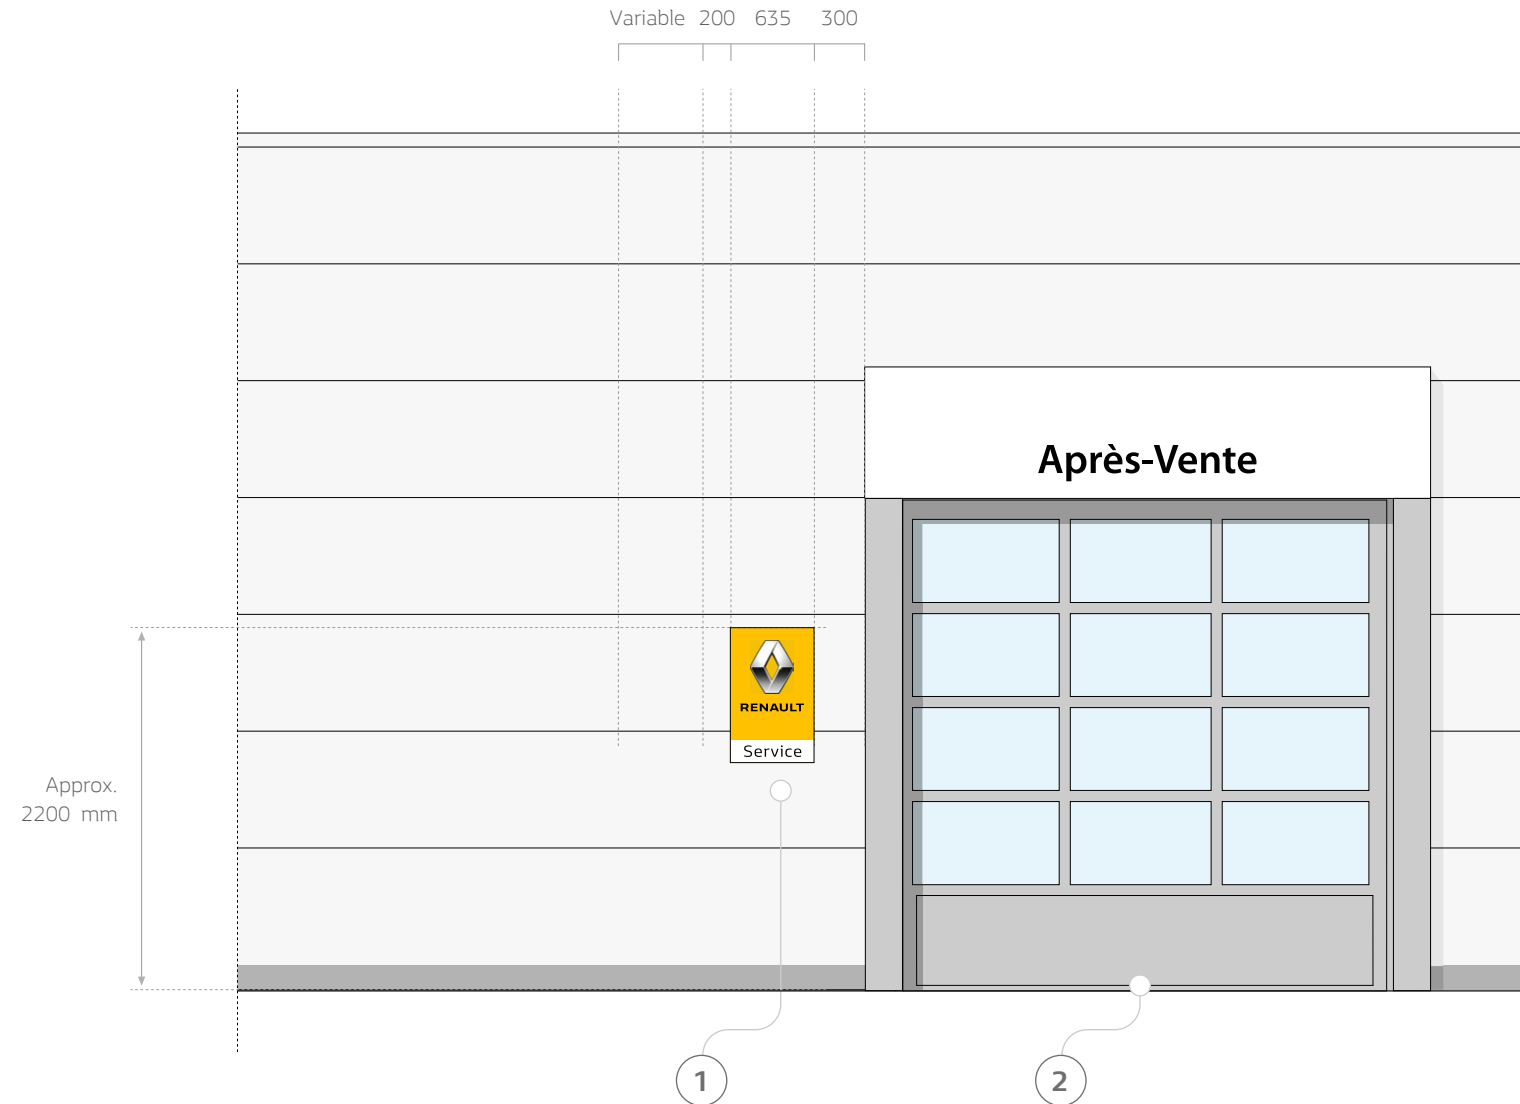 Variable 200 635 300
Après-Vente
RENAULT
Service
Approx.
2200 mm
1 2